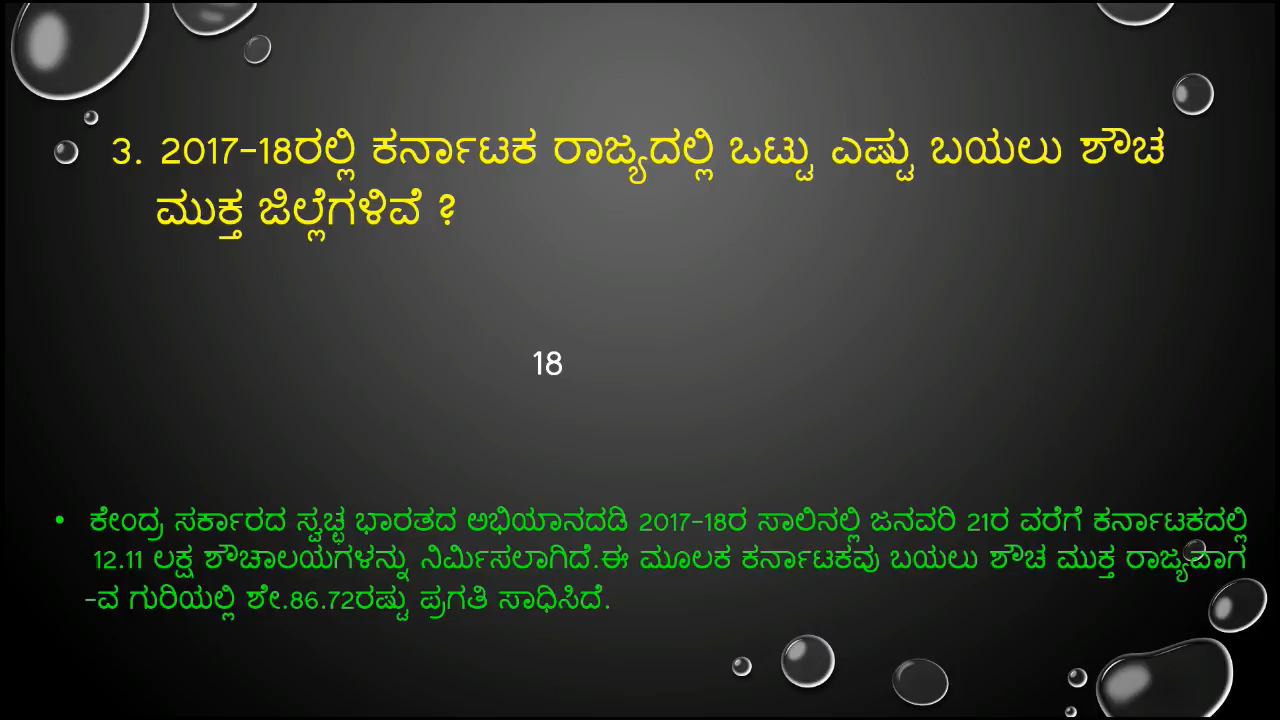 3. 2017-18ರಲ್ಲಿ ಕರ್ನಾಟಕ ರಾಜ್ಯದಲ್ಲಿ ಒಟ್ಟು ಎಷ್ಟು ಬಯಲು ಶೌಚ
ಮುಕ್ತ ಜಿಲ್ಲೆಗಳಿವೆ ?
18
• ಕೇಂದ್ರ ಸರ್ಕಾರದ ಸ್ವಚ್ಛ ಭಾರತದ ಅಭಿಯಾನದಡಿ 2017-18ರ ಸಾಲಿನಲ್ಲಿ ಜನವರಿ 21ರ ವರೆಗೆ ಕರ್ನಾಟಕದಲ್ಲಿ
12.11 ಲಕ್ಷ ಶೌಚಾಲಯಗಳನ್ನು ನಿರ್ಮಿಸಲಾಗಿದೆ.ಈ ಮೂಲಕ ಕರ್ನಾಟಕವು ಬಯಲು ಶೌಚ ಮುಕ್ತ ರಾಜ್ಯವಾಗ
-ವ ಗುರಿಯಲ್ಲಿ ಶೇ.86.72ರಷ್ಟು ಪ್ರಗತಿ ಸಾಧಿಸಿದೆ.